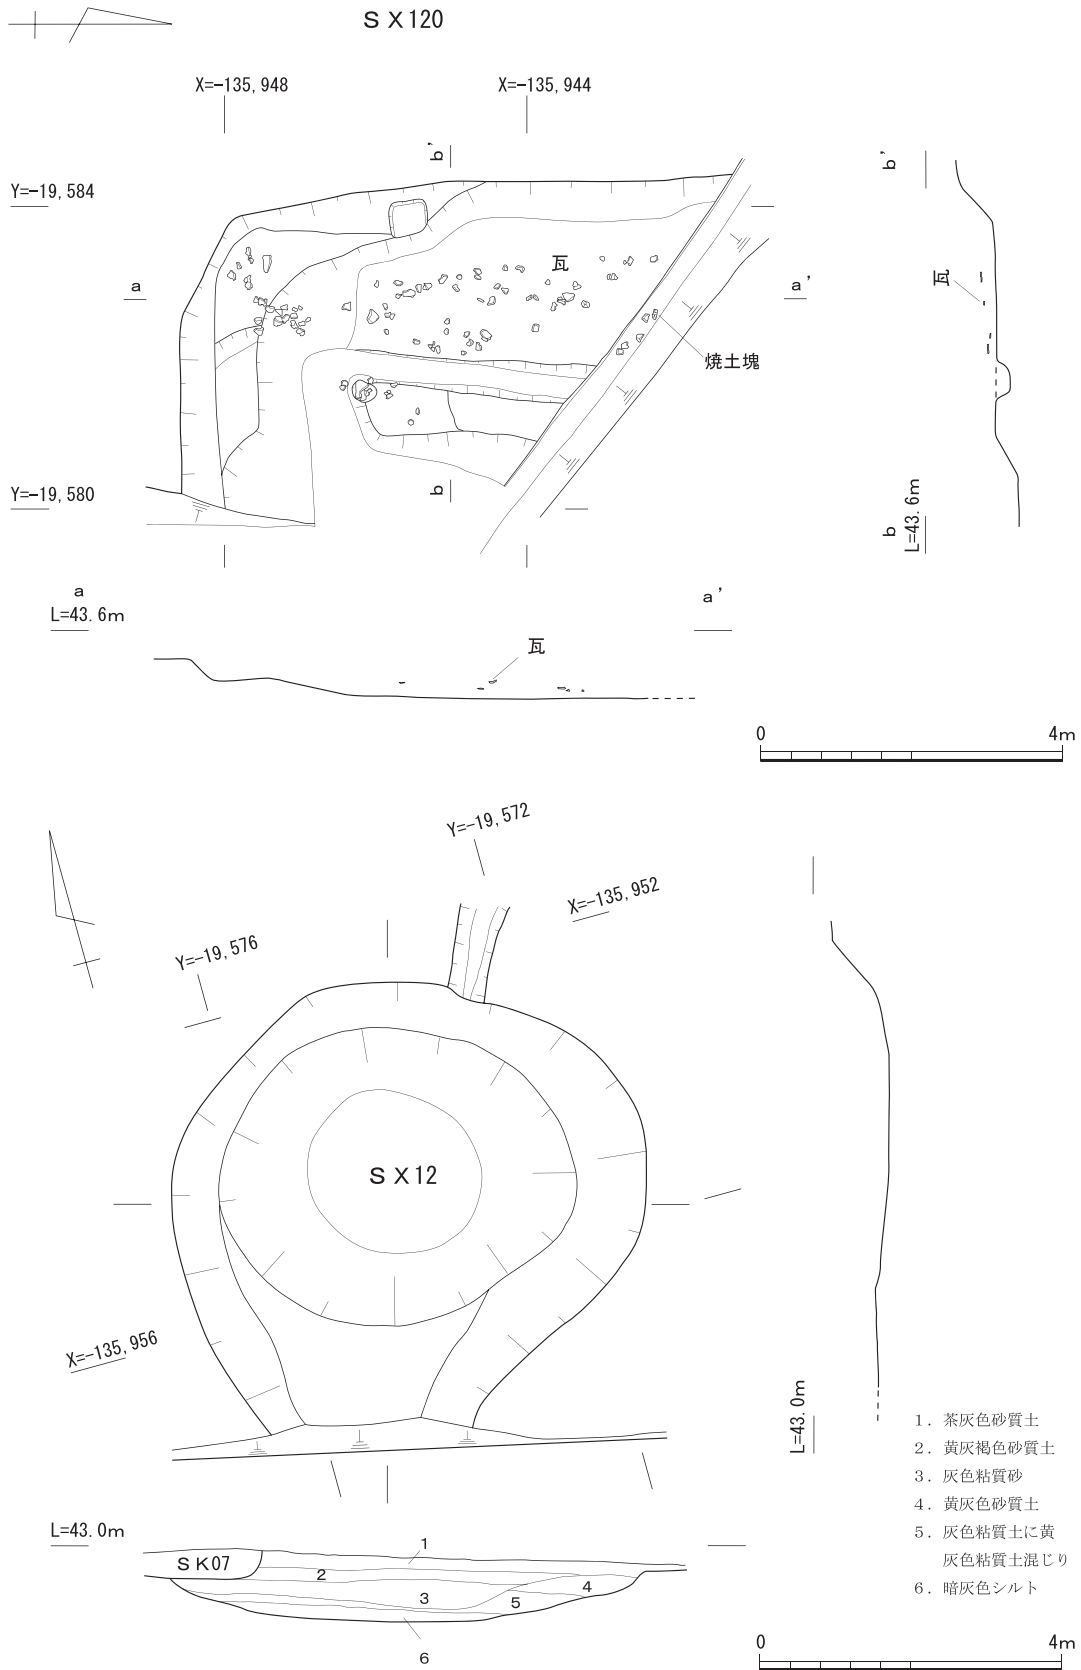 ＳＸ120
X=-135,948
X=-135,944
b'
b'
Y=-19,584
瓦
瓦
a
a'
焼土塊
Y=-19,580
b
b
L=43.6m
a
a'
L=43.6m
瓦
0 4m
Y=-19,572
X=-135,952
Y=-19,576
ＳＸ12
X=-135,956
L=43.0m
1．茶灰色砂質土
2．黄灰褐色砂質土
3．灰色粘質砂
4．黄灰色砂質土
5．灰色粘質土に黄
灰色粘質土混じり
6．暗灰色シルト
L=43.0m
1
ＳK07
2
3
4
5
6
0 4m